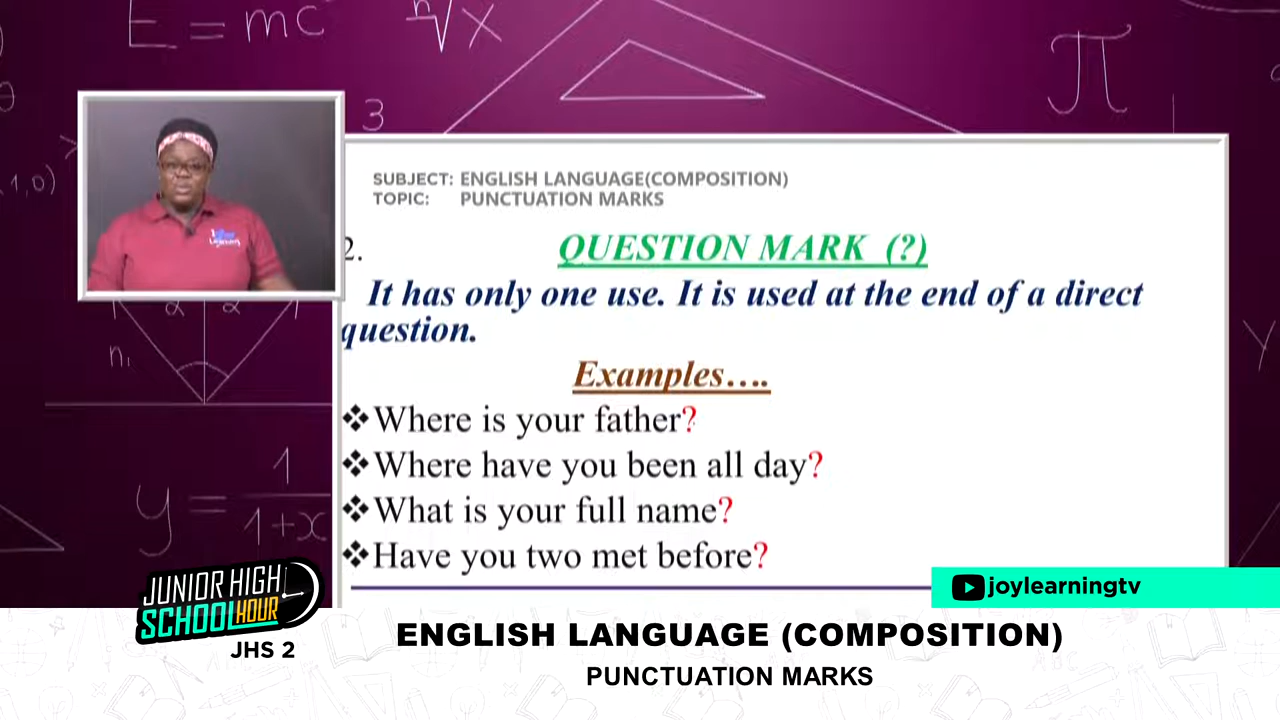 E = mc
n√x
π
3
1,0)
SUBJECT: ENGLISH LANGUAGE(COMPOSITION)
TOPIC: PUNCTUATION MARKS
2. QUESTION MARK (?)
It has only one use. It is used at the end of a direct
question.
Examples....
❖Where is your father?
❖Where have you been all day?
❖What is your full name?
❖Have you two met before?
α α
n₁
y = 1
1+x
joylearningtv
JUNIOR HIGH
SCHOOL HOUR
JHS 2
ENGLISH LANGUAGE (COMPOSITION)
PUNCTUATION MARKS